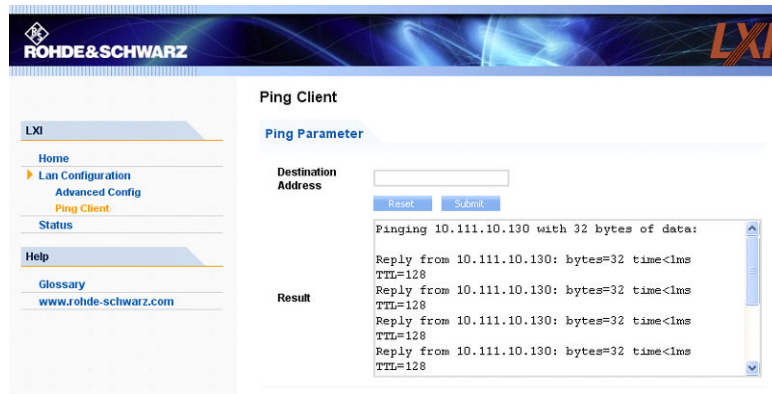 ROHDE&SCHWARZ
LXI
Ping Client
LXI
Home
Lan Configuration
Advanced Config
Ping Client
Status
Help
Glossary
www.rohde-schwarz.com
Ping Parameter
Destination
Address
Reset
Submit
Result
Pinging 10.111.10.130 with 32 bytes of data:
Reply from 10.111.10.130: bytes=32 time<1ms
TTL=128
Reply from 10.111.10.130: bytes=32 time<1ms
TTL=128
Reply from 10.111.10.130: bytes=32 time<1ms
TTL=128
Reply from 10.111.10.130: bytes=32 time<1ms
TTL=128